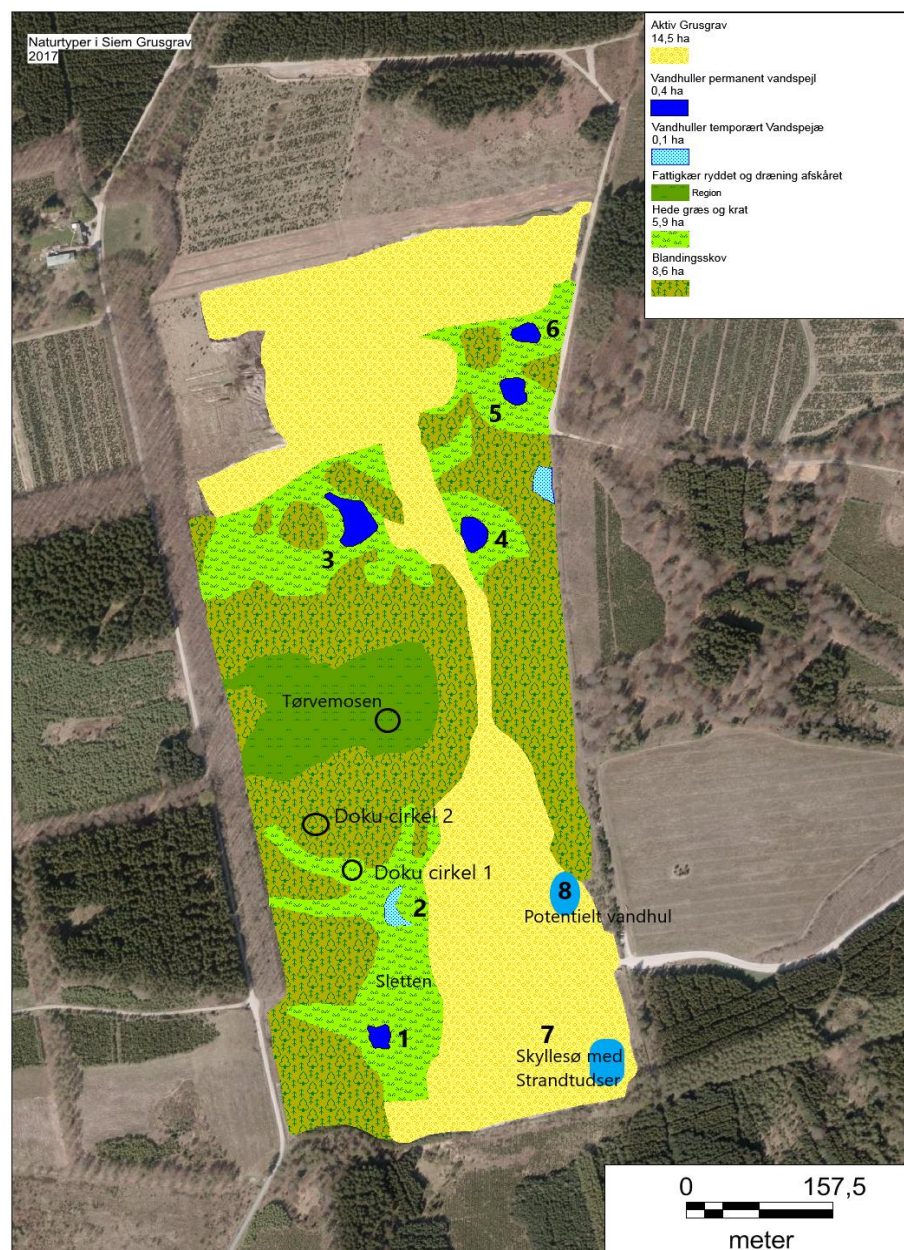 Naturtyper i Siem Grusgrav
2017
Aktiv Grusgrav
14,5 ha
Vandhuller permanent vandspejl
0,4 ha
Vandhuller temporært Vandspejæ
0,1 ha
Fattigkær ryddet og dræning afskåret
Region
Hede græs og krat
5,9 ha
Blandingsskov
8,6 ha
6
5
4
3
Tørvemosen
Doku cirkel 2
Doku cirkel 1
2
8
Potentielt vandhul
Sletten
1
7
Skyllesø med
Strandtudser
0 157,5
meter